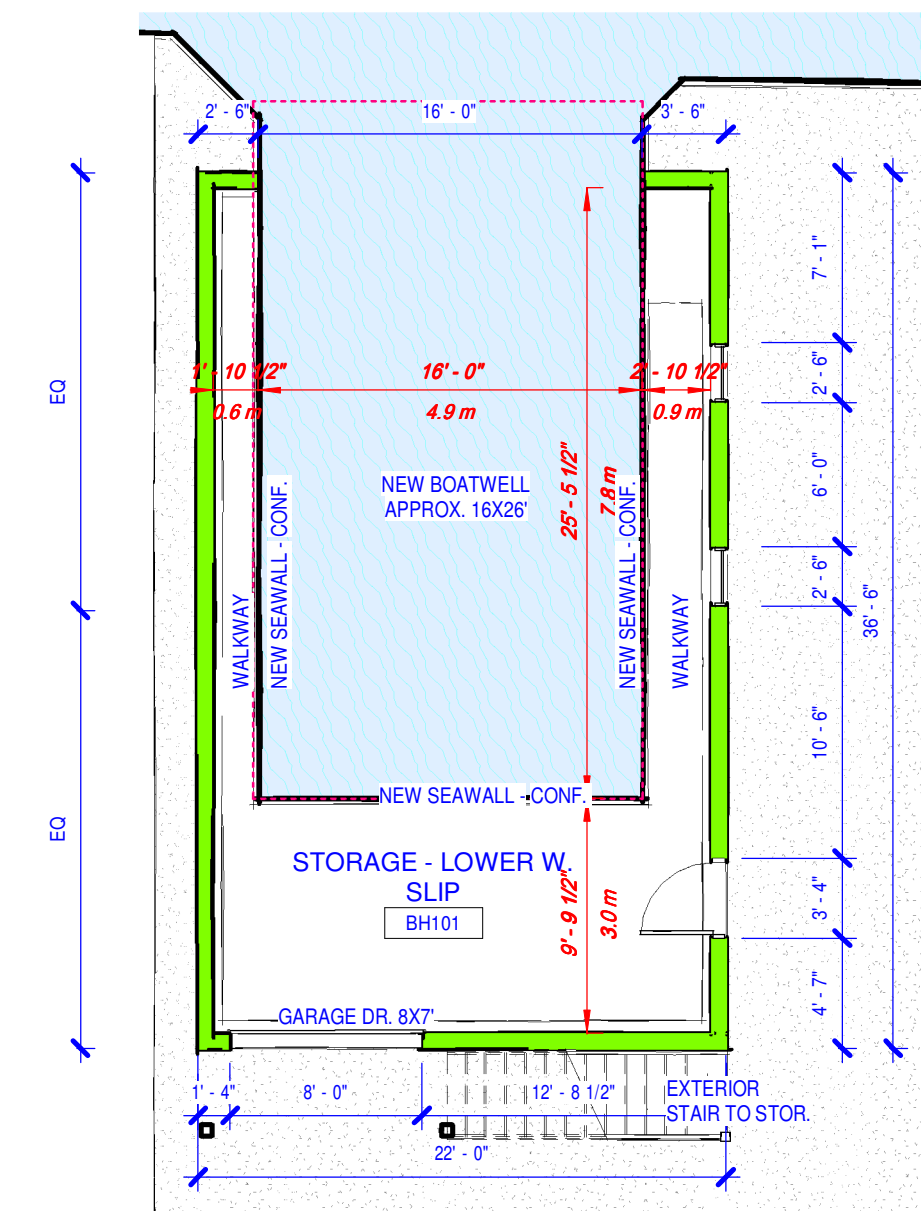 2' - 6"
16' - 0"
3' - 6"
7' - 1"
2' - 6"
6' - 0"
2' - 6"
10' - 6"
3' - 4"
4' - 7"
36' - 6"
EQ
EQ
1' - 10 1/2"
0.6 m
16' - 0"
4.9 m
2' - 10 1/2"
0.9 m
25' - 5 1/2"
7.8 m
NEW BOATWELL
APPROX. 16X26'
WALKWAY
NEW SEAWALL - CONF.
NEW SEAWALL - CONF.
WALKWAY
NEW SEAWALL - CONF.
STORAGE - LOWER W.
SLIP
BH101
9' - 9 1/2"
3.0 m
GARAGE DR. 8X7'
1' - 4"
8' - 0"
12' - 8 1/2"
EXTERIOR
STAIR TO STOR.
22' - 0"